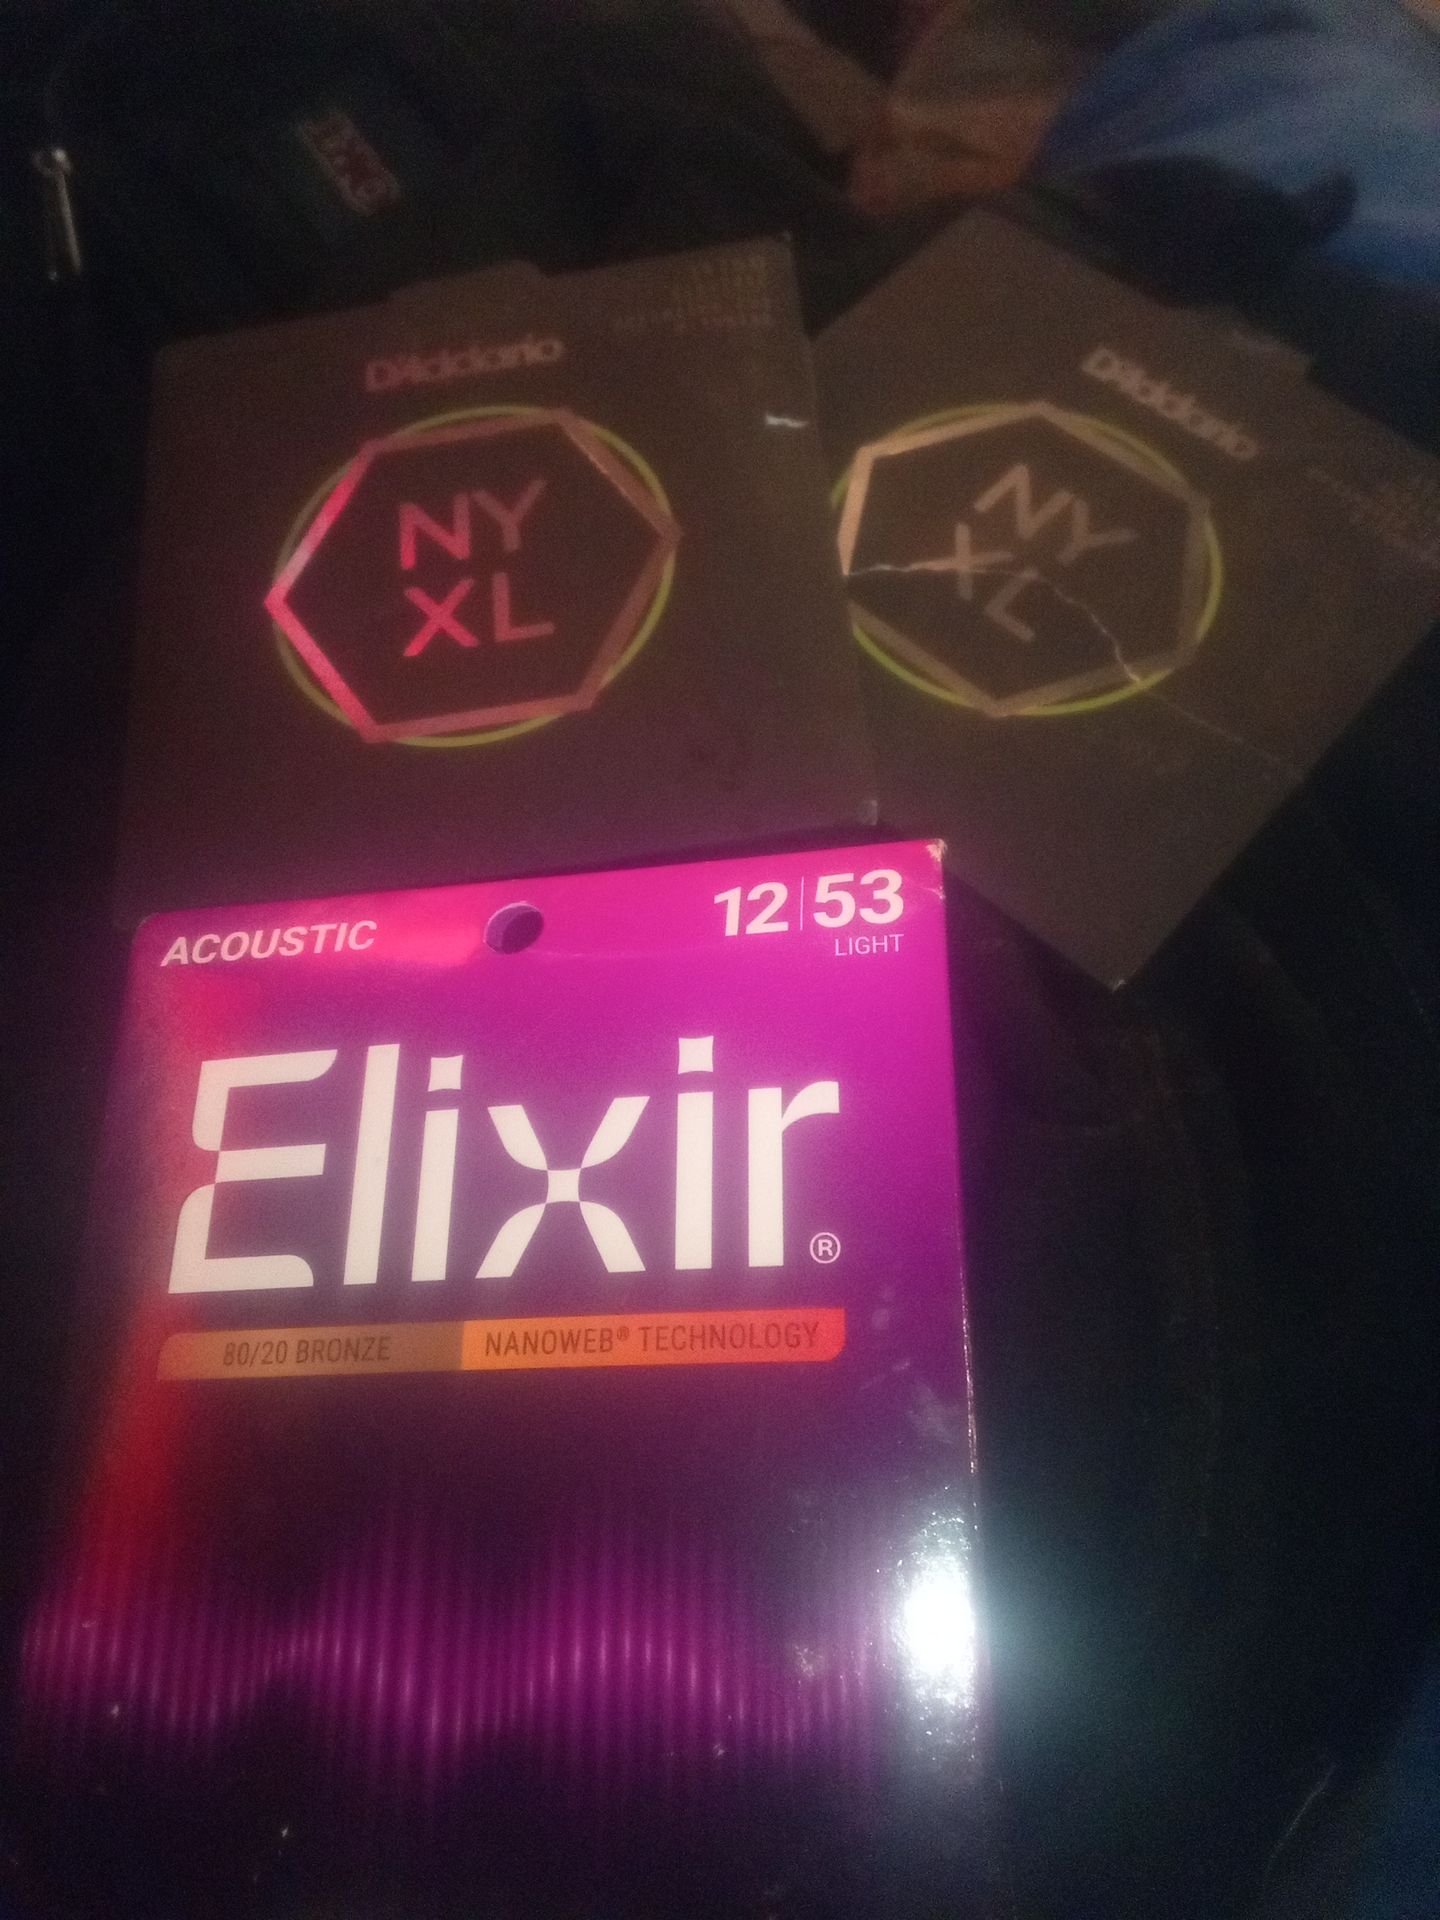 D'Addario
NY
XL
D'Addario
NY
XL
ACOUSTIC
12|53
LIGHT
Elixir®
80/20 BRONZE
NANOWEB® TECHNOLOGY